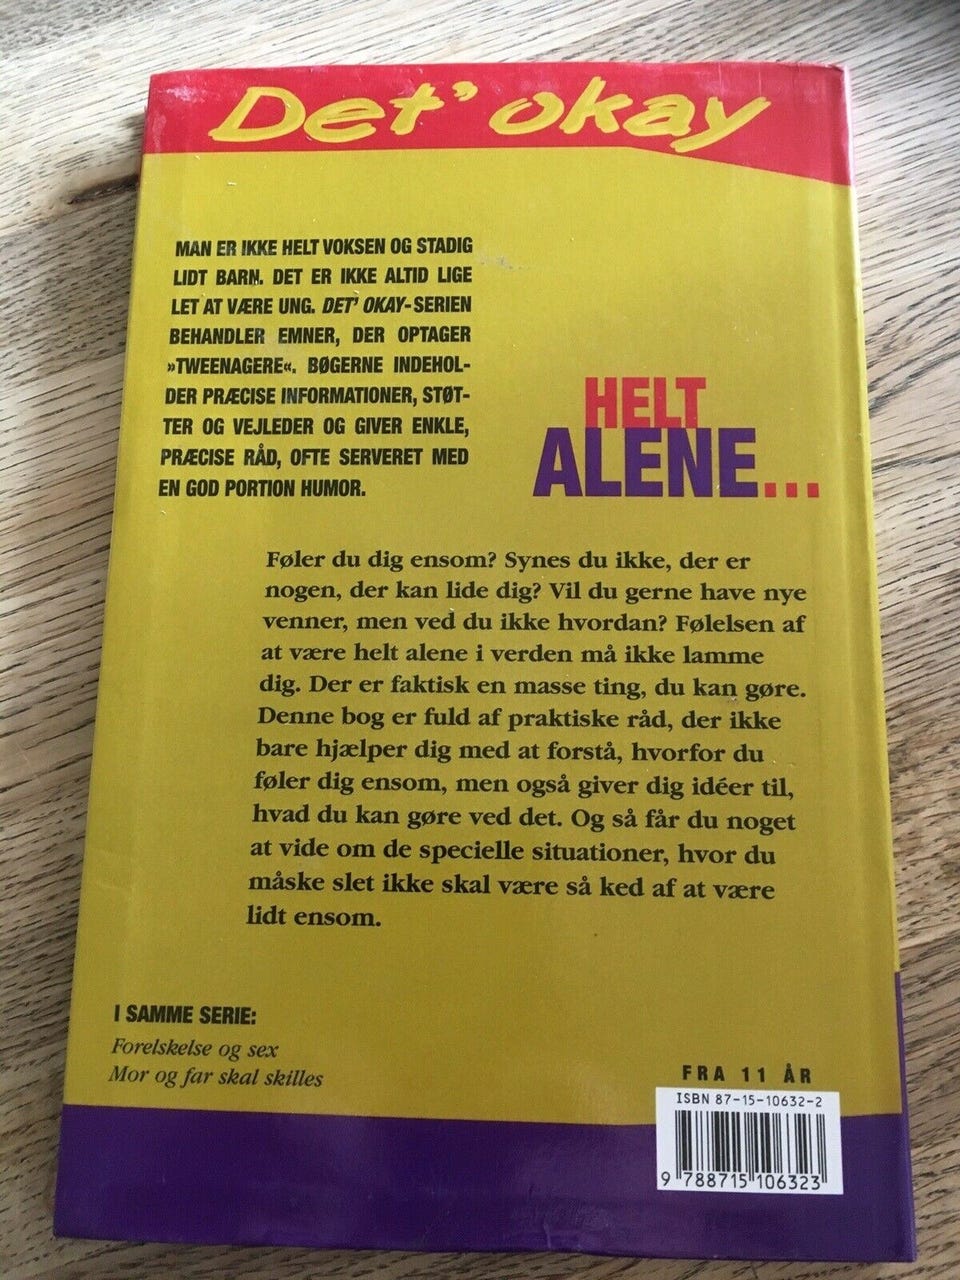 Det' okay
MAN ER IKKE HELT VOKSEN OG STADIG
LIDT BARN. DET ER IKKE ALTID LIGE
LET AT VÆRE UNG. DET' OKAY-SERIEN
BEHANDLER EMNER, DER OPTAGER
»TWEENAGERE«. BØGERNE INDEHOL-
DER PRÆCISE INFORMATIONER, STØT-
TER OG VEJLEDER OG GIVER ENKLE,
PRÆCISE RÅD, OFTE SERVERET MED
EN GOD PORTION HUMOR.
HELT
ALENE...
Føler du dig ensom? Synes du ikke, der er
nogen, der kan lide dig? Vil du gerne have nye
venner, men ved du ikke hvordan? Følelsen af
at være helt alene i verden må ikke lamme
dig. Der er faktisk en masse ting, du kan gøre.
Denne bog er fuld af praktiske råd, der ikke
bare hjælper dig med at forstå, hvorfor du
føler dig ensom, men også giver dig idéer til,
hvad du kan gøre ved det. Og så får du noget
at vide om de specielle situationer, hvor du
måske slet ikke skal være så ked af at være
lidt ensom.
I SAMME SERIE:
Forelskelse og sex
Mor og far skal skilles
FRA 11 ÅR
ISBN 87-15-10632-2
9 788715 106323